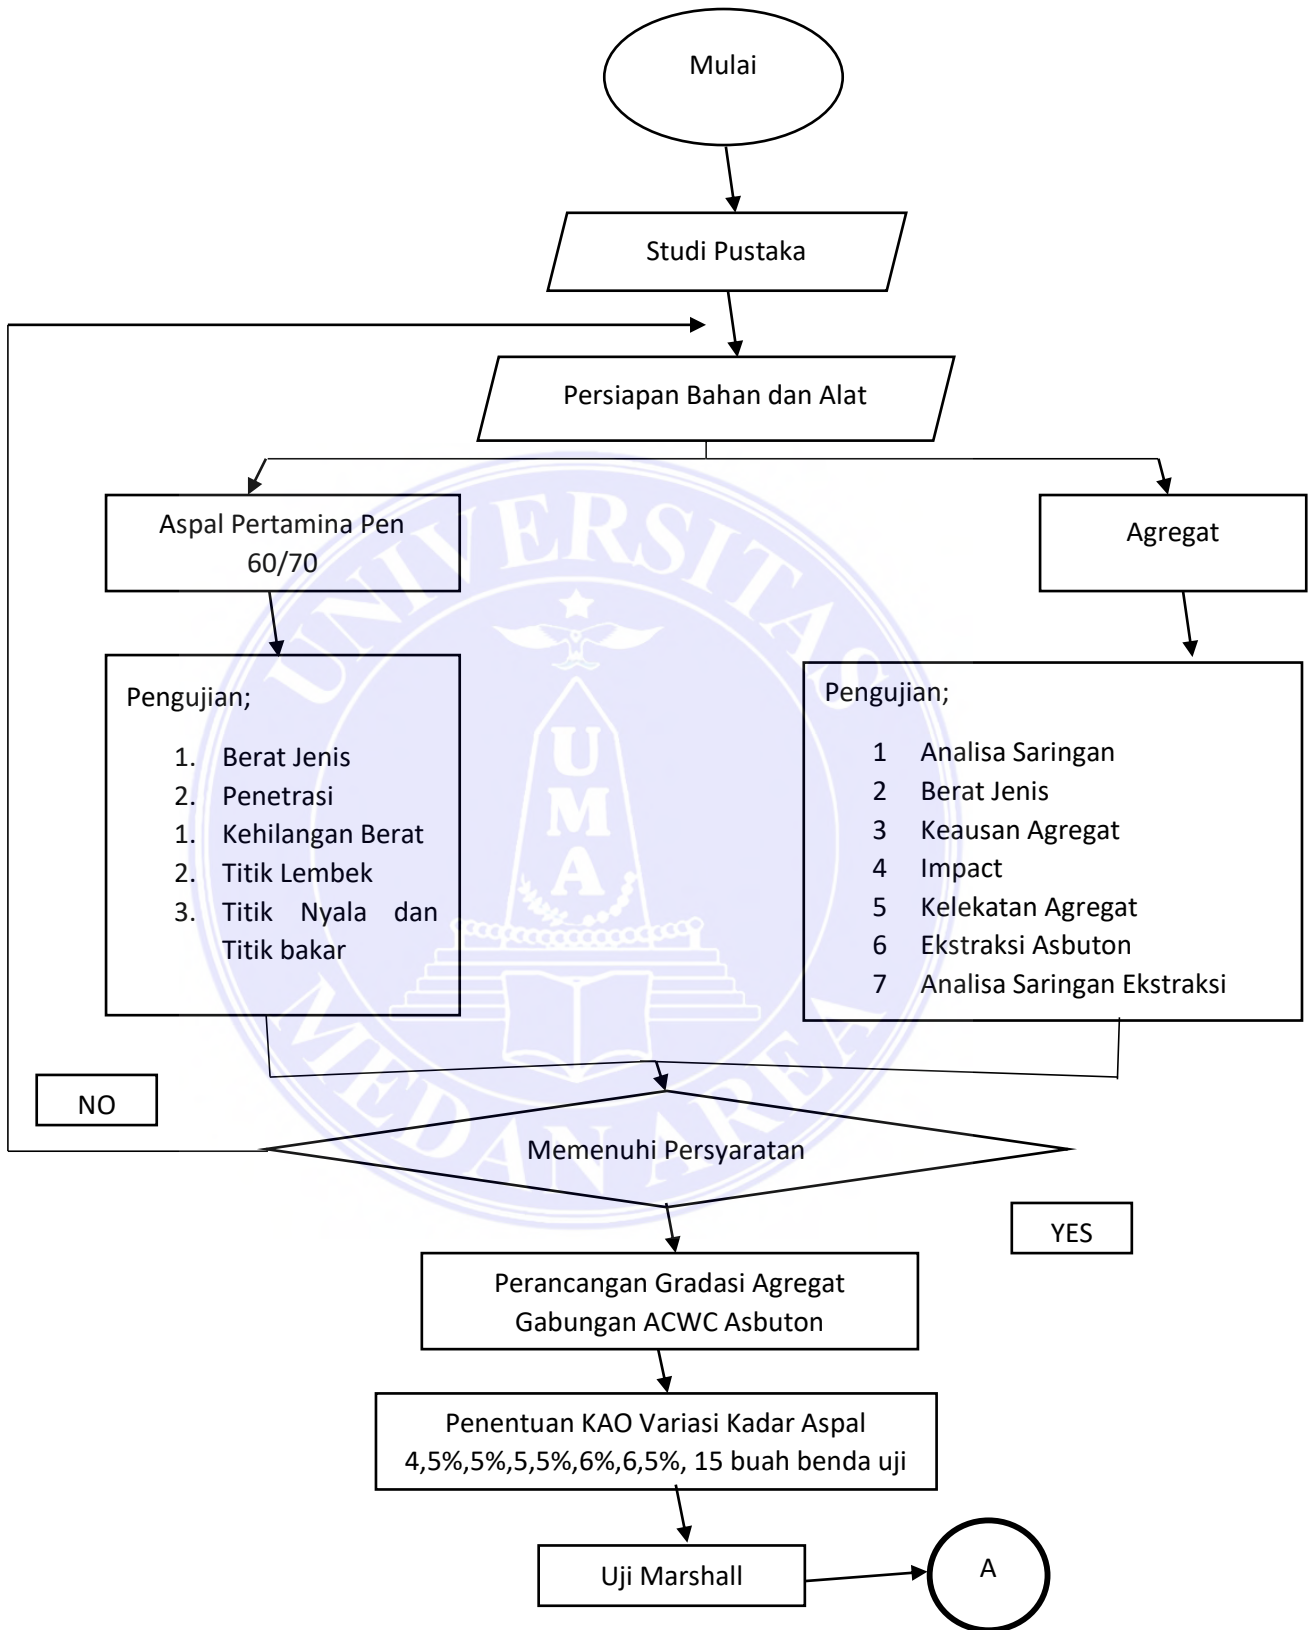 Mulai
Studi Pustaka
Persiapan Bahan dan Alat
Aspal Pertamina Pen
60/70
Agregat
Pengujian;
1. Berat Jenis
2. Penetrasi
1. Kehilangan Berat
2. Titik Lembek
3. Titik Nyala dan
Titik bakar
Pengujian;
1 Analisa Saringan
2 Berat Jenis
3 Keausan Agregat
4 Impact
5 Kelekatan Agregat
6 Ekstraksi Asbuton
7 Analisa Saringan Ekstraksi
UNIVERSITAS
UMA
MEDAN AREA
NO
Memenuhi Persyaratan
YES
Perancangan Gradasi Agregat
Gabungan ACWC Asbuton
Penentuan KAO Variasi Kadar Aspal
4,5%,5%,5,5%,6%,6,5%, 15 buah benda uji
Uji Marshall
A